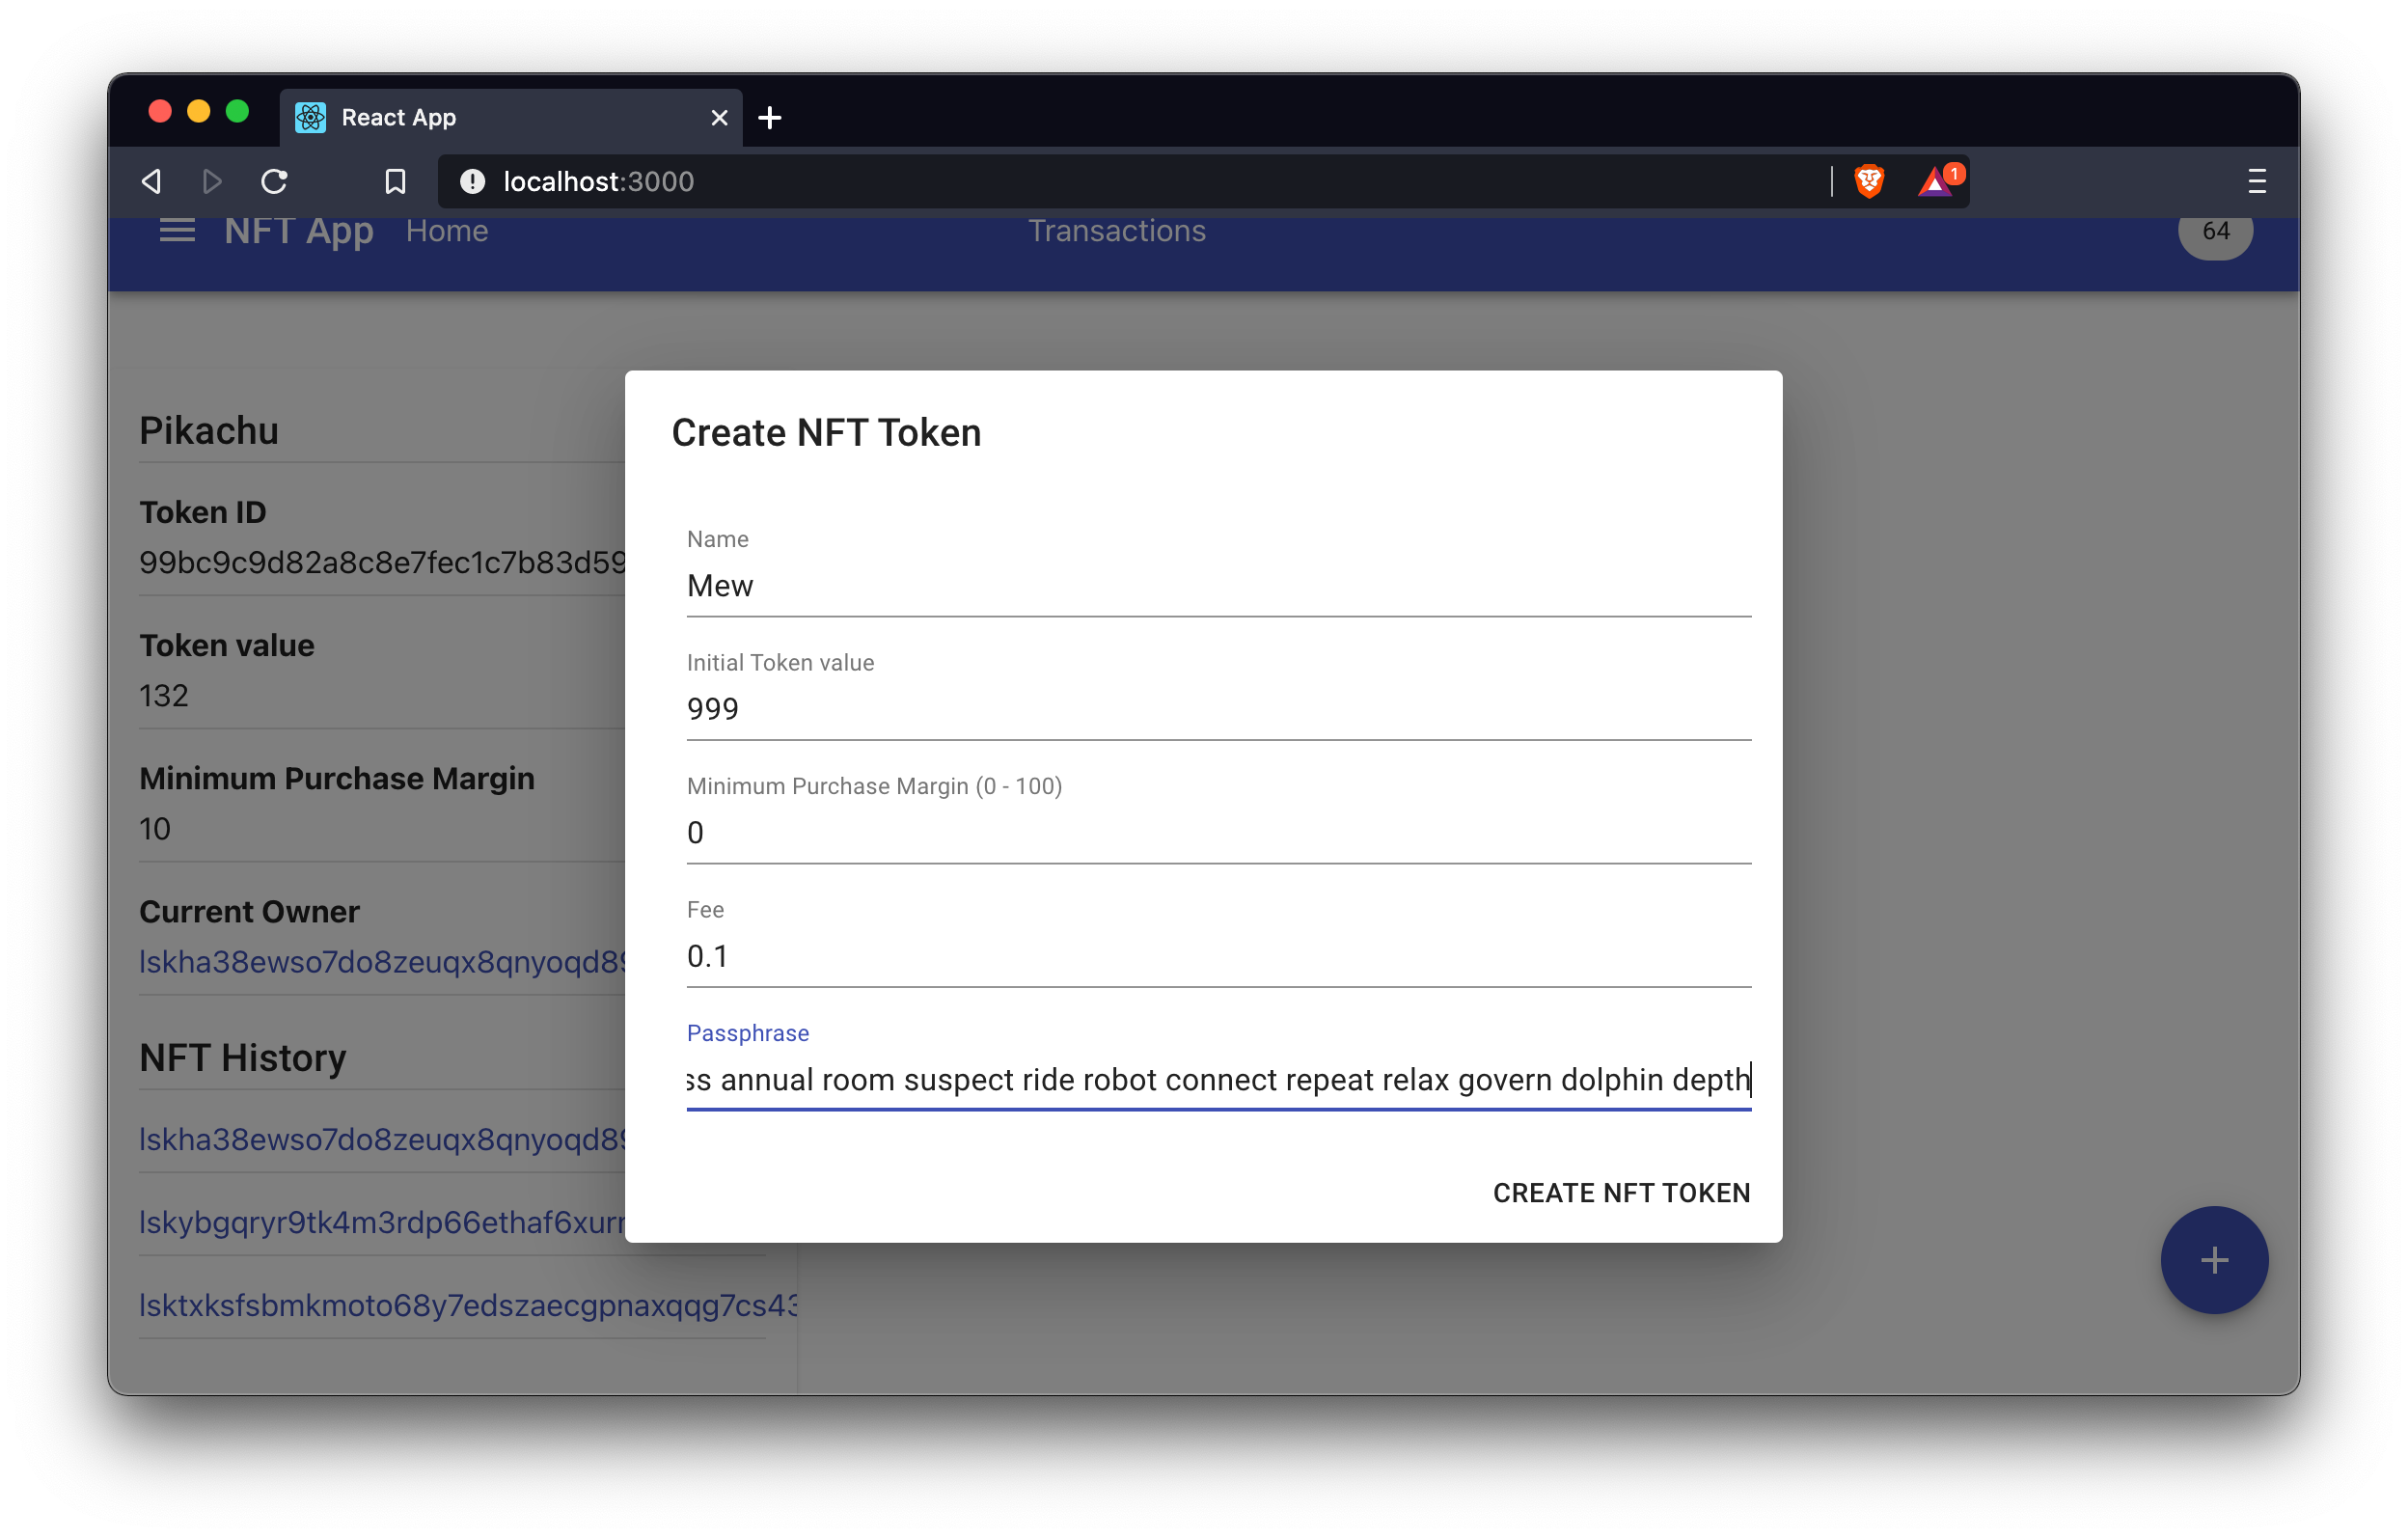 React App
localhost:3000
1
NFT App Home Transactions 64
Pikachu
Token ID
99bc9c9d82a8c8e7fec1c7b83d59
Token value
132
Minimum Purchase Margin
10
Current Owner
lskha38ewso7do8zeuqx8qnyoqd8
NFT History
lskha38ewso7do8zeuqx8qnyoqd8
lskybgqryr9tk4m3rdp66ethaf6xur
lsktxksfsbmkmoto68y7edszaecgpnaxqqg7cs43
Create NFT Token
Name
Mew
Initial Token value
999
Minimum Purchase Margin (0 - 100)
0
Fee
0.1
Passphrase
ss annual room suspect ride robot connect repeat relax govern dolphin depth
CREATE NFT TOKEN